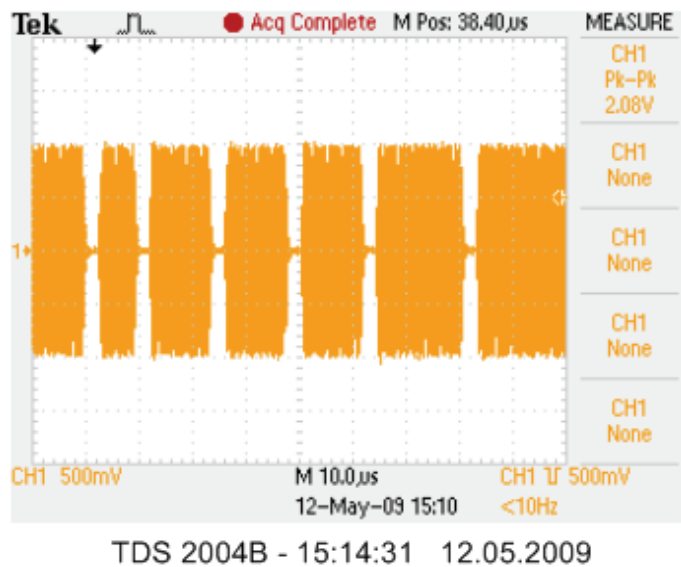 Tek Acq Complete M Pos: 38.40µs MEASURE
CH1
Pk-Pk
2.08V
CH1
None
1
CH1
None
CH1
None
CH1
None
CH1 500mV M 10.0µs CH1 500mV
12-May-09 15:10 <10Hz
TDS 2004B - 15:14:31 12.05.2009